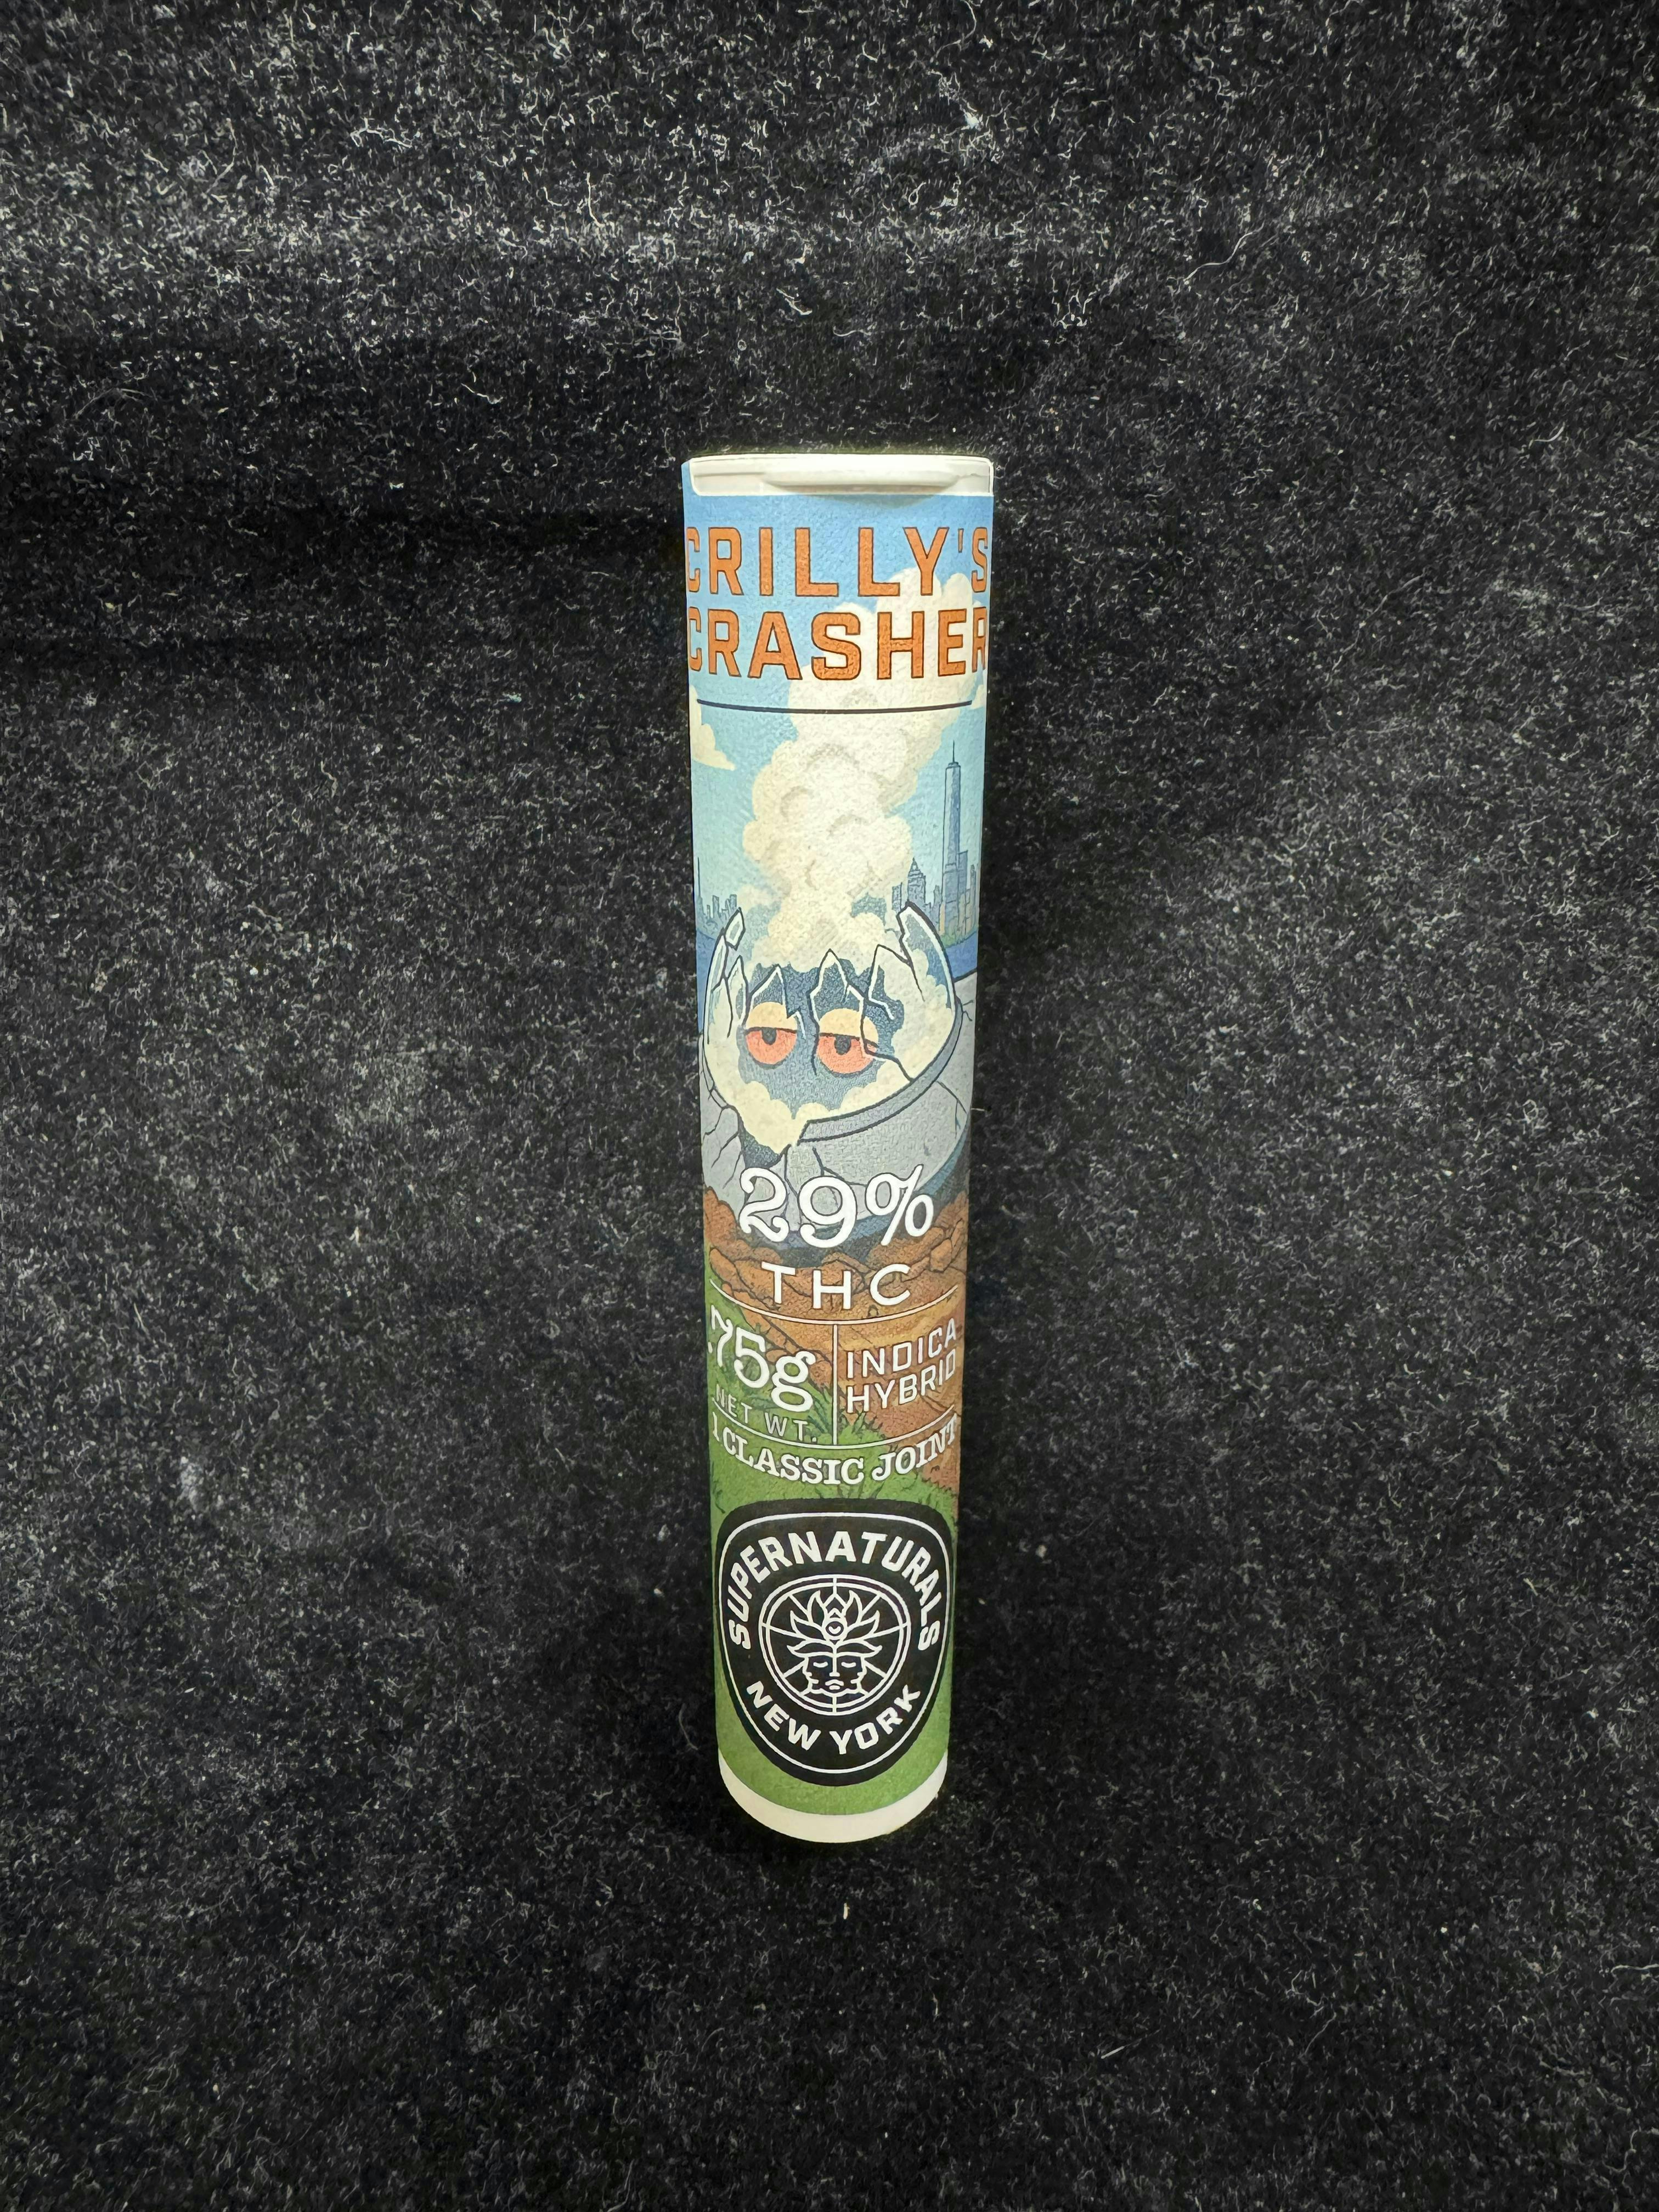 CRILLY'S
CRASHER
29%
THC
.75g
NET WT.
INDICA
HYBRID
1 CLASSIC JOINT
SUPERNATURALS
NEW YORK